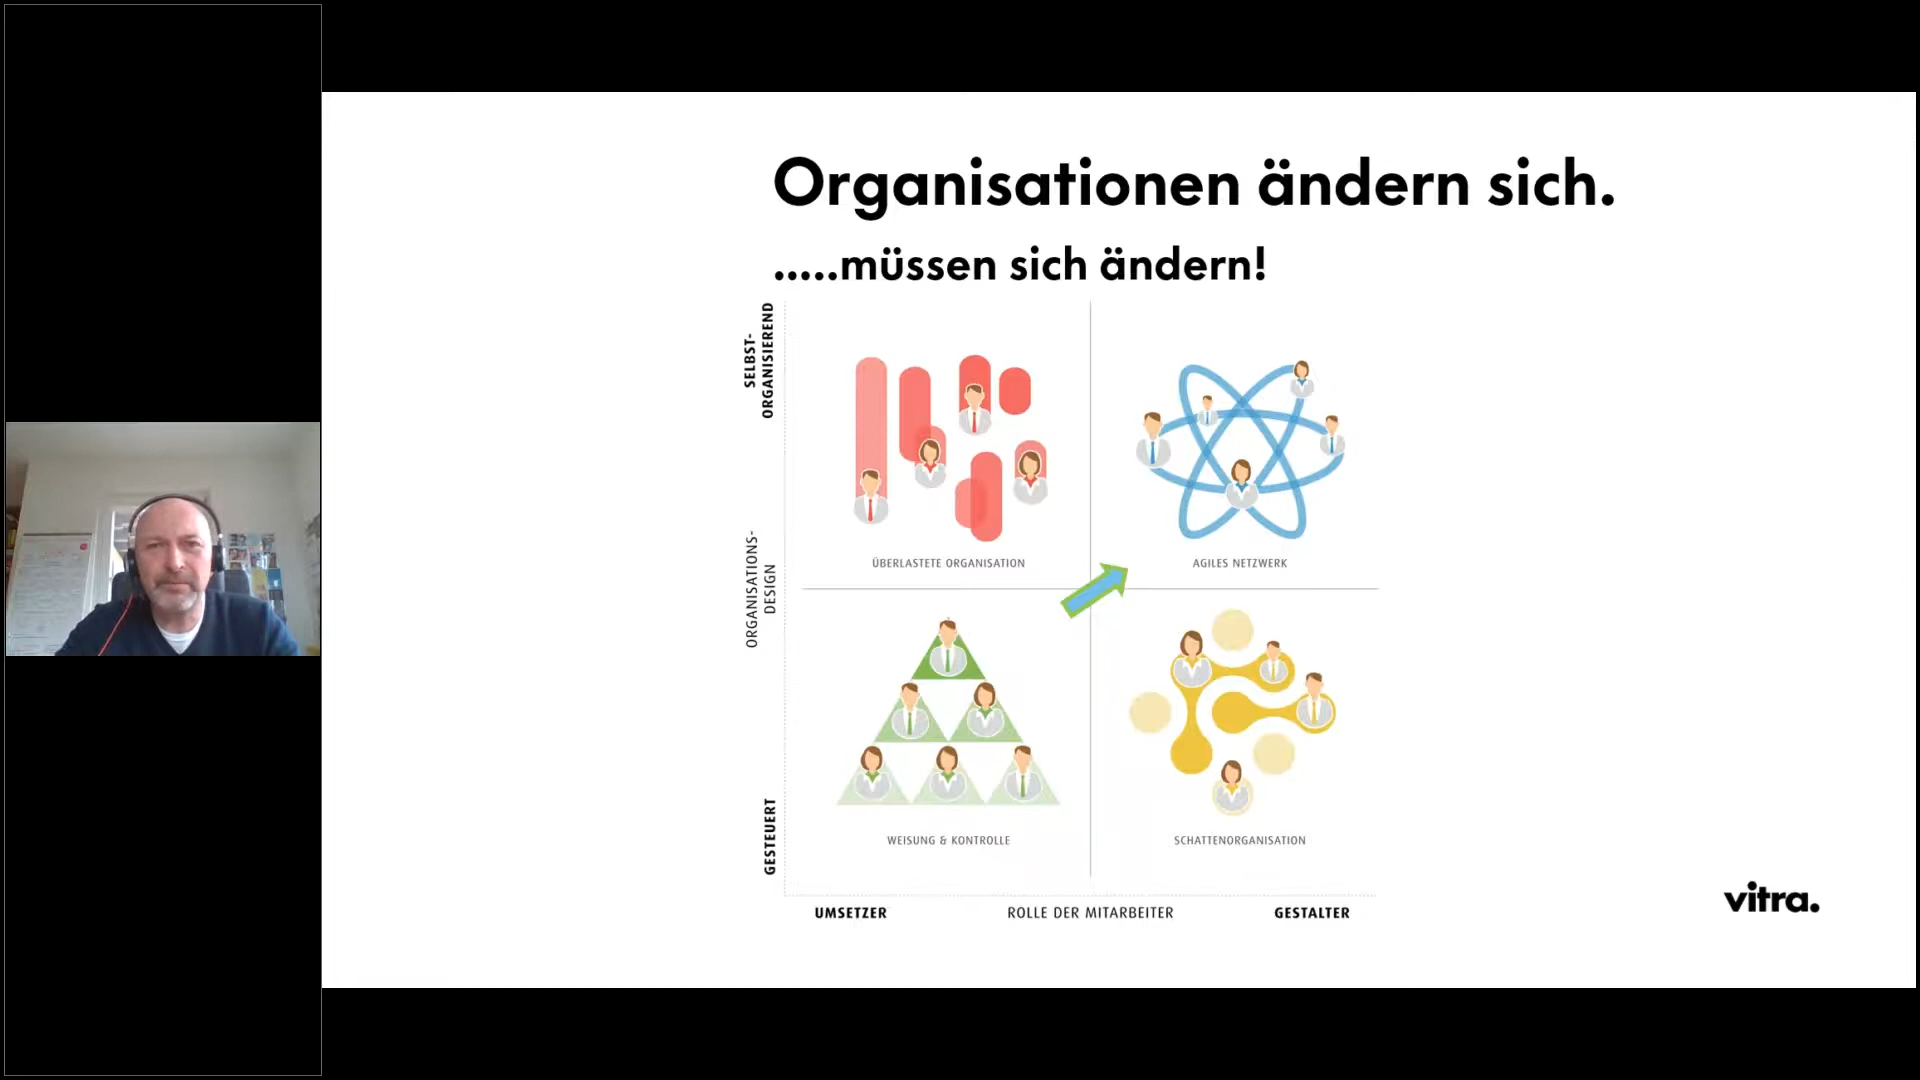 Organisationen ändern sich.
.....müssen sich ändern!
SELBST-
ORGANISIEREND
ÜBERLASTETE ORGANISATION
AGILES NETZWERK
ORGANISATIONS-
DESIGN
WEISUNG & KONTROLLE
SCHATTENORGANISATION
GESTEUERT
UMSETZER
ROLLE DER MITARBEITER
GESTALTER
vitra.